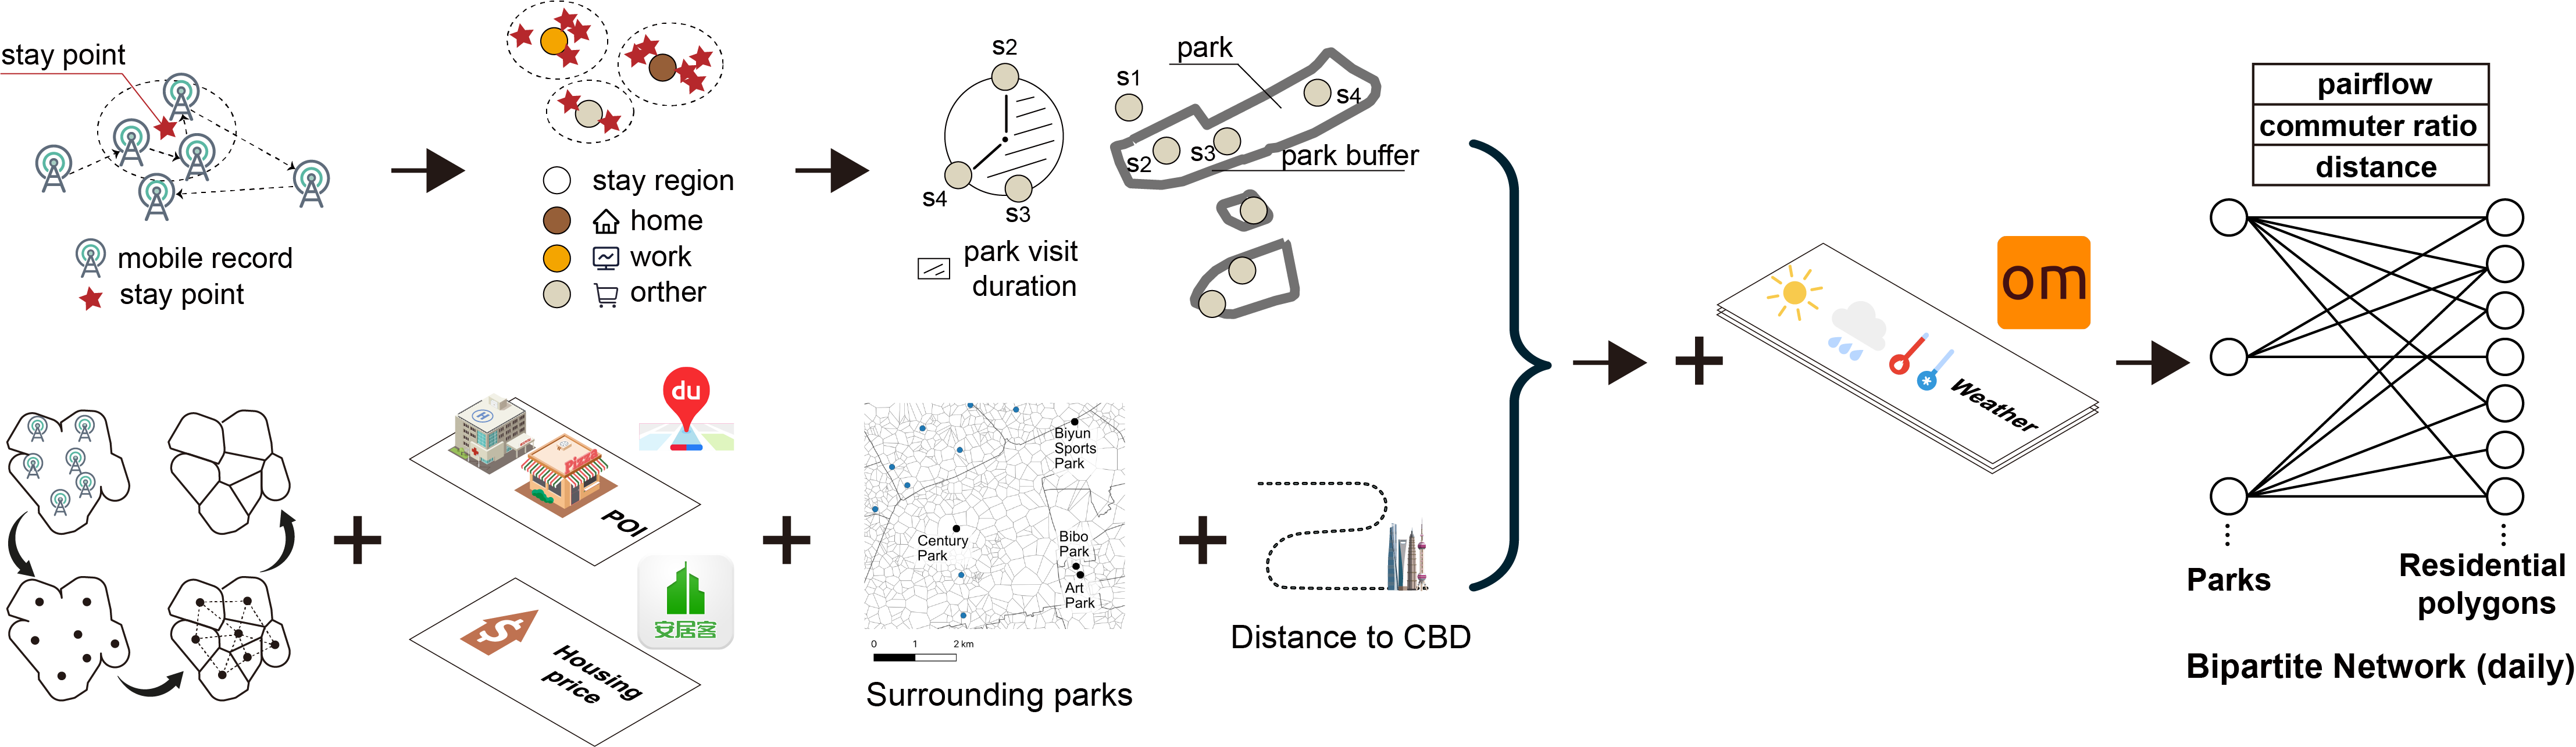 stay point
mobile record
stay point
stay region
home
work
orther
s2
s4
s3
park visit
duration
park
s1
s4
s2
s3
park buffer
H
Pizza
POI
du
Housing
price
$
安居客
Biyun
Sports
Park
Century
Park
Bibo
Park
Art
Park
0 1 2 km
Surrounding parks
Distance to CBD
Weather
om
pairflow
commuter ratio
distance
Parks
Residential
polygons
Bipartite Network (daily)